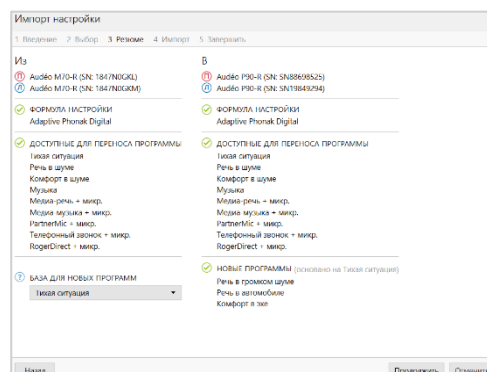 Импорт настройки
1 Введение 2 Выбор 3 Резюме 4 Импорт 5 Завершить
Из
П Audéo M70-R (SN: 1847N0GKL)
Л Audéo M70-R (SN: 1847N0GKM)
ФОРМУЛА НАСТРОЙКИ
Adaptive Phonak Digital
ДОСТУПНЫЕ ДЛЯ ПЕРЕНОСА ПРОГРАММЫ
Тихая ситуация
Речь в шуме
Комфорт в шуме
Музыка
Медиа-речь + микр.
Медиа музыка + микр.
PartnerMic + микр.
Телефонный звонок + микр.
RogerDirect + микр.
? БАЗА ДЛЯ НОВЫХ ПРОГРАММ
Тихая ситуация
В
П Audéo P90-R (SN: SN88698525)
Л Audéo P90-R (SN: SN19849294)
ФОРМУЛА НАСТРОЙКИ
Adaptive Phonak Digital
ДОСТУПНЫЕ ДЛЯ ПЕРЕНОСА ПРОГРАММЫ
Тихая ситуация
Речь в шуме
Комфорт в шуме
Музыка
Медиа-речь + микр.
Медиа музыка + микр.
PartnerMic + микр.
Телефонный звонок + микр.
RogerDirect + микр.
НОВЫЕ ПРОГРАММЫ (основано на Тихая ситуация)
Речь в громком шуме
Речь в автомобиле
Комфорт в эхе
Назад Продолжить Отменить